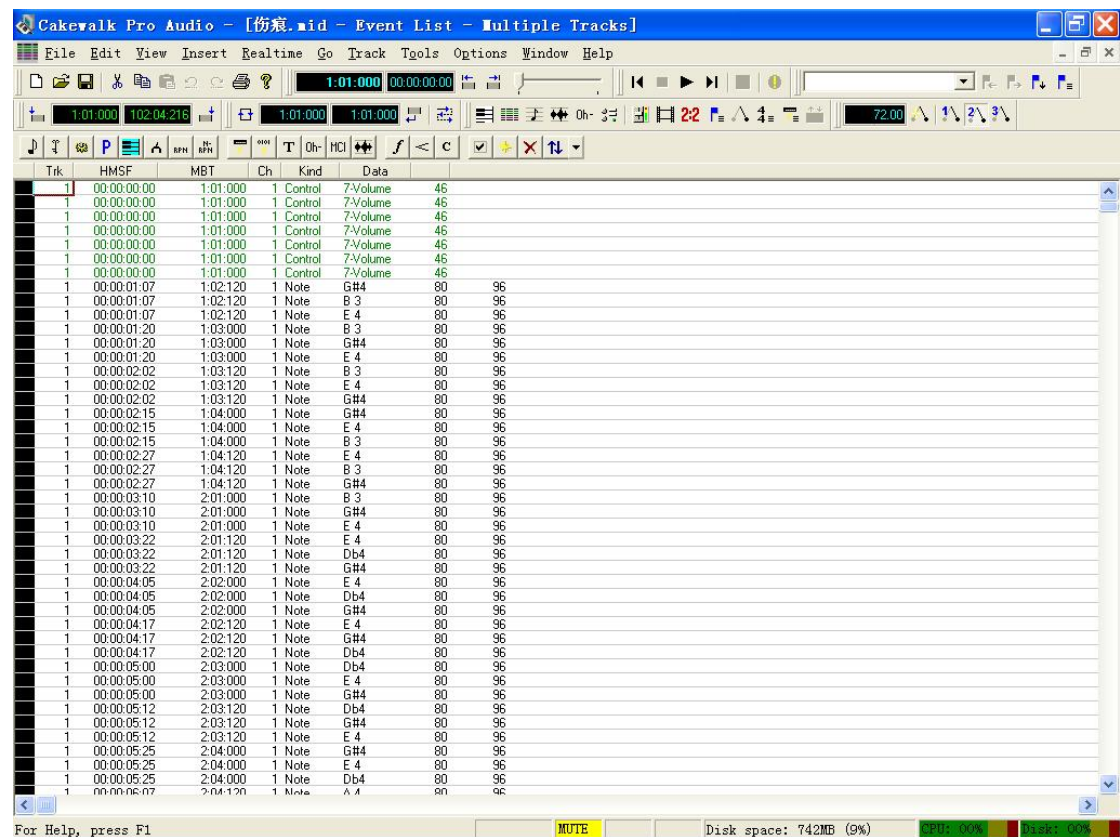 Cakewalk Pro Audio - [伤痕.mid - Event List - Multiple Tracks]
File Edit View Insert Realtime Go Track Tools Options Window Help
1:01:000 00:00:00:00
1:01:000 102:04:216 1:01:000 1:01:000 2:2 72.00 1 2 3
P RPN N-RPN T Oh- MCI f < C
Trk HMSF MBT Ch Kind Data
1 00:00:00:00 1:01:000 1 Control 7-Volume 46
1 00:00:00:00 1:01:000 1 Control 7-Volume 46
1 00:00:00:00 1:01:000 1 Control 7-Volume 46
1 00:00:00:00 1:01:000 1 Control 7-Volume 46
1 00:00:00:00 1:01:000 1 Control 7-Volume 46
1 00:00:00:00 1:01:000 1 Control 7-Volume 46
1 00:00:00:00 1:01:000 1 Control 7-Volume 46
1 00:00:01:07 1:02:120 1 Note G#4 80 96
1 00:00:01:07 1:02:120 1 Note B 3 80 96
1 00:00:01:07 1:02:120 1 Note E 4 80 96
1 00:00:01:20 1:03:000 1 Note B 3 80 96
1 00:00:01:20 1:03:000 1 Note G#4 80 96
1 00:00:01:20 1:03:000 1 Note E 4 80 96
1 00:00:02:02 1:03:120 1 Note B 3 80 96
1 00:00:02:02 1:03:120 1 Note E 4 80 96
1 00:00:02:02 1:03:120 1 Note G#4 80 96
1 00:00:02:15 1:04:000 1 Note G#4 80 96
1 00:00:02:15 1:04:000 1 Note E 4 80 96
1 00:00:02:15 1:04:000 1 Note B 3 80 96
1 00:00:02:27 1:04:120 1 Note E 4 80 96
1 00:00:02:27 1:04:120 1 Note B 3 80 96
1 00:00:02:27 1:04:120 1 Note G#4 80 96
1 00:00:03:10 2:01:000 1 Note B 3 80 96
1 00:00:03:10 2:01:000 1 Note G#4 80 96
1 00:00:03:10 2:01:000 1 Note E 4 80 96
1 00:00:03:22 2:01:120 1 Note E 4 80 96
1 00:00:03:22 2:01:120 1 Note Db4 80 96
1 00:00:03:22 2:01:120 1 Note G#4 80 96
1 00:00:04:05 2:02:000 1 Note E 4 80 96
1 00:00:04:05 2:02:000 1 Note Db4 80 96
1 00:00:04:05 2:02:000 1 Note G#4 80 96
1 00:00:04:17 2:02:120 1 Note E 4 80 96
1 00:00:04:17 2:02:120 1 Note G#4 80 96
1 00:00:04:17 2:02:120 1 Note Db4 80 96
1 00:00:05:00 2:03:000 1 Note Db4 80 96
1 00:00:05:00 2:03:000 1 Note E 4 80 96
1 00:00:05:00 2:03:000 1 Note G#4 80 96
1 00:00:05:12 2:03:120 1 Note Db4 80 96
1 00:00:05:12 2:03:120 1 Note G#4 80 96
1 00:00:05:12 2:03:120 1 Note E 4 80 96
1 00:00:05:25 2:04:000 1 Note G#4 80 96
1 00:00:05:25 2:04:000 1 Note E 4 80 96
1 00:00:05:25 2:04:000 1 Note Db4 80 96
1 00:00:06:07 2:04:120 1 Note A 4 80 96
For Help, press F1 MUTE Disk space: 742MB (9%) CPU: 00% Disk: 00%